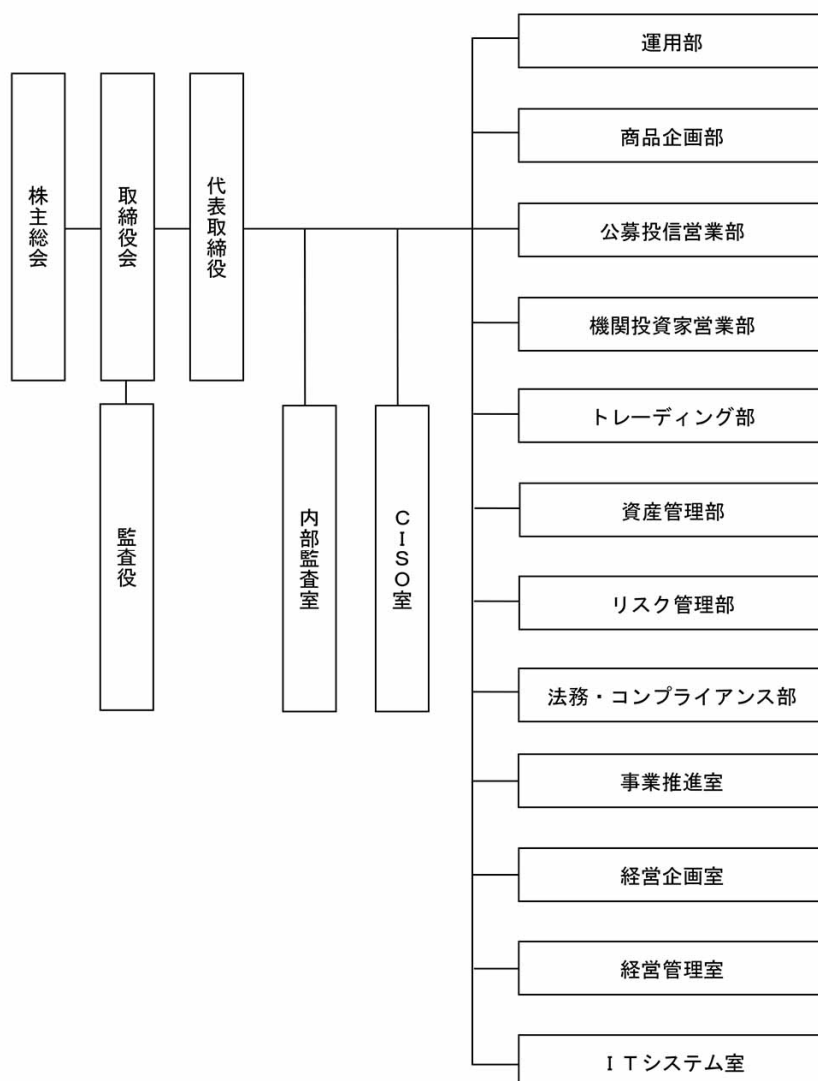 株主総会
取締役会
代表取締役
監査役
内部監査室
ＣＩＳＯ室
運用部
商品企画部
公募投信営業部
機関投資家営業部
トレーディング部
資産管理部
リスク管理部
法務・コンプライアンス部
事業推進室
経営企画室
経営管理室
ＩＴシステム室